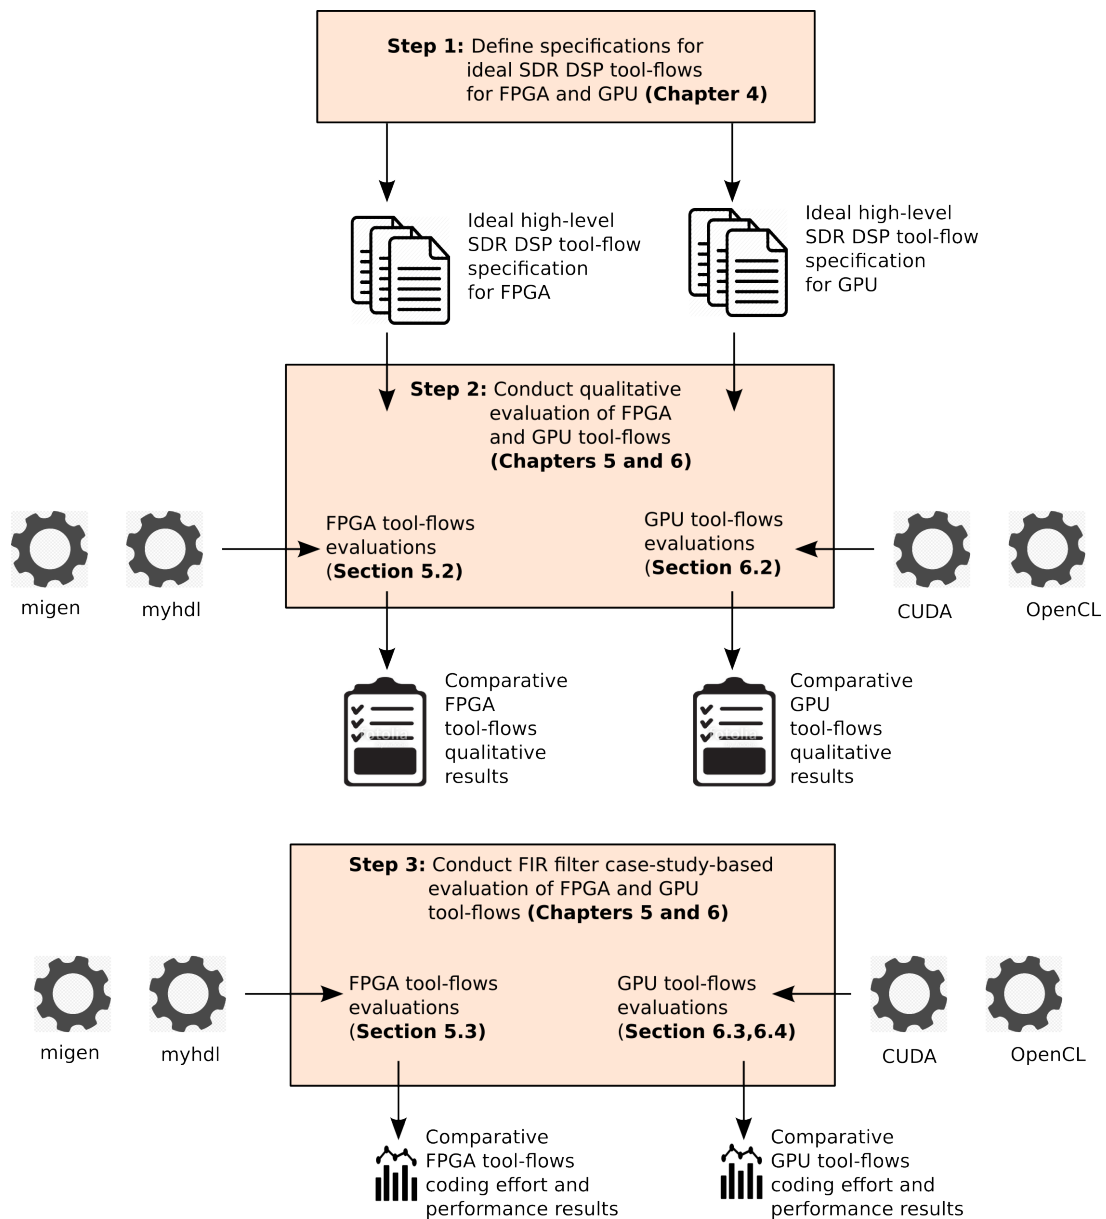 Step 1: Define specifications for
ideal SDR DSP tool-flows
for FPGA and GPU (Chapter 4)
Ideal high-level
SDR DSP tool-flow
specification
for FPGA
Ideal high-level
SDR DSP tool-flow
specification
for GPU
Step 2: Conduct qualitative
evaluation of FPGA
and GPU tool-flows
(Chapters 5 and 6)
migen
myhdl
FPGA tool-flows
evaluations
(Section 5.2)
GPU tool-flows
evaluations
(Section 6.2)
CUDA
OpenCL
Comparative
FPGA
tool-flows
qualitative
results
Comparative
GPU
tool-flows
qualitative
results
Step 3: Conduct FIR filter case-study-based
evaluation of FPGA and GPU
tool-flows (Chapters 5 and 6)
migen
myhdl
FPGA tool-flows
evaluations
(Section 5.3)
GPU tool-flows
evaluations
(Section 6.3,6.4)
CUDA
OpenCL
Comparative
FPGA tool-flows
coding effort and
performance results
Comparative
GPU tool-flows
coding effort and
performance results